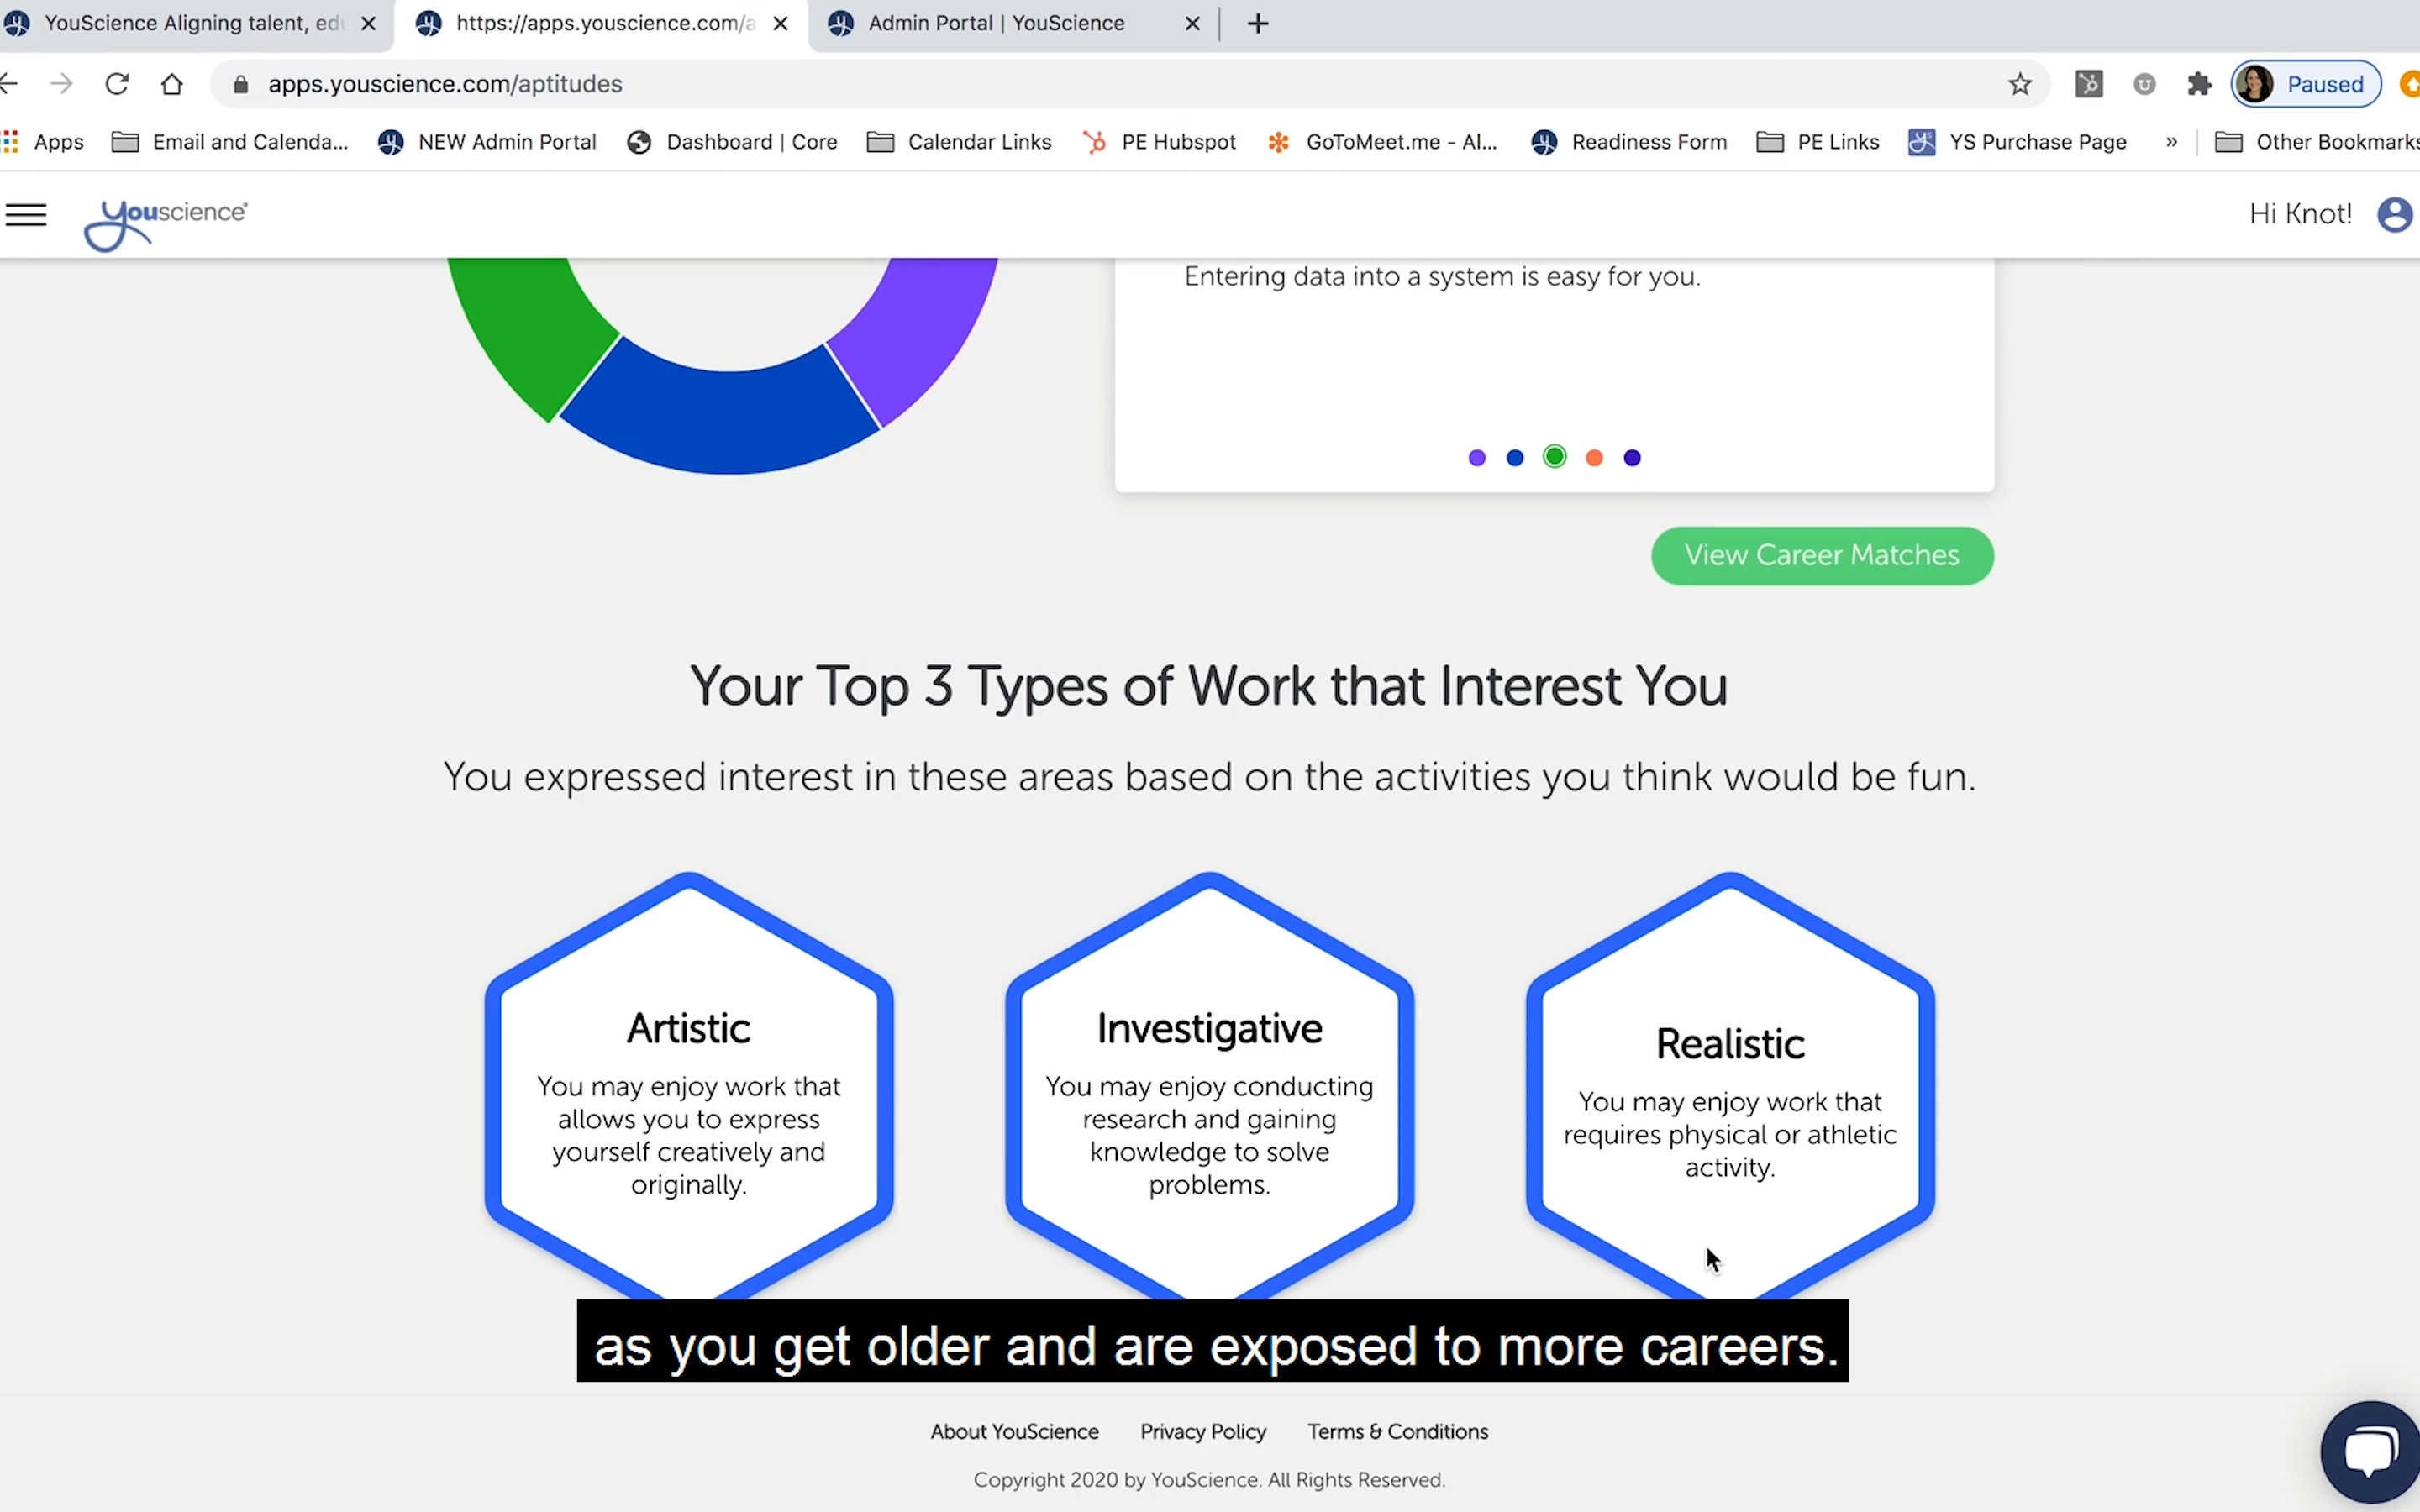 YouScience Aligning talent, edu
https://apps.youscience.com/a
Admin Portal | YouScience
apps.youscience.com/aptitudes
Paused
Apps
Email and Calenda...
NEW Admin Portal
Dashboard | Core
Calendar Links
PE Hubspot
GoToMeet.me - Al...
Readiness Form
PE Links
YS Purchase Page
»
Other Bookmarks
youscience®
Hi Knot!
Entering data into a system is easy for you.
View Career Matches
Your Top 3 Types of Work that Interest You
You expressed interest in these areas based on the activities you think would be fun.
Artistic
You may enjoy work that
allows you to express
yourself creatively and
originally.
Investigative
You may enjoy conducting
research and gaining
knowledge to solve
problems.
Realistic
You may enjoy work that
requires physical or athletic
activity.
as you get older and are exposed to more careers.
About YouScience
Privacy Policy
Terms & Conditions
Copyright 2020 by YouScience. All Rights Reserved.